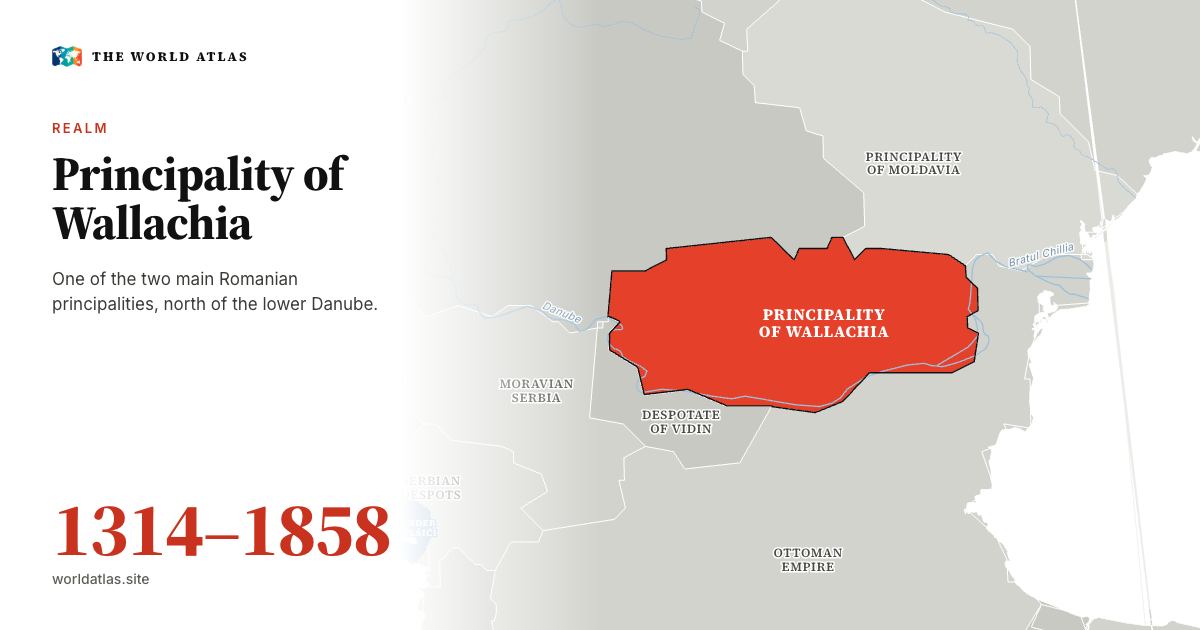 THE WORLD ATLAS
REALM
Principality of
Wallachia
One of the two main Romanian
principalities, north of the lower Danube.
1314–1858
worldatlas.site
PRINCIPALITY
OF MOLDAVIA
Bratul Chillia
Danube
PRINCIPALITY
OF WALLACHIA
MORAVIAN
SERBIA
DESPOTATE
OF VIDIN
OTTOMAN
EMPIRE